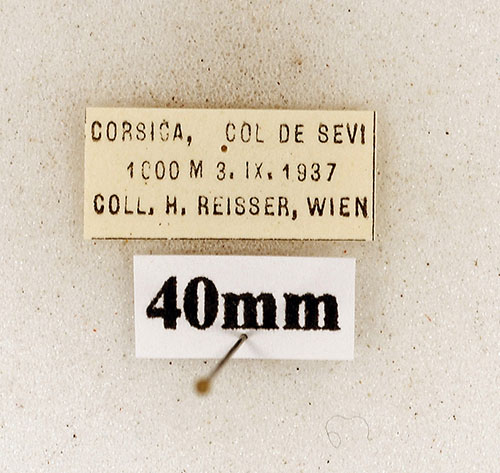 CORSICA, COL DE SEVI
1000 M 3. IX. 1937
COLL. H. REISSER, WIEN
40mm